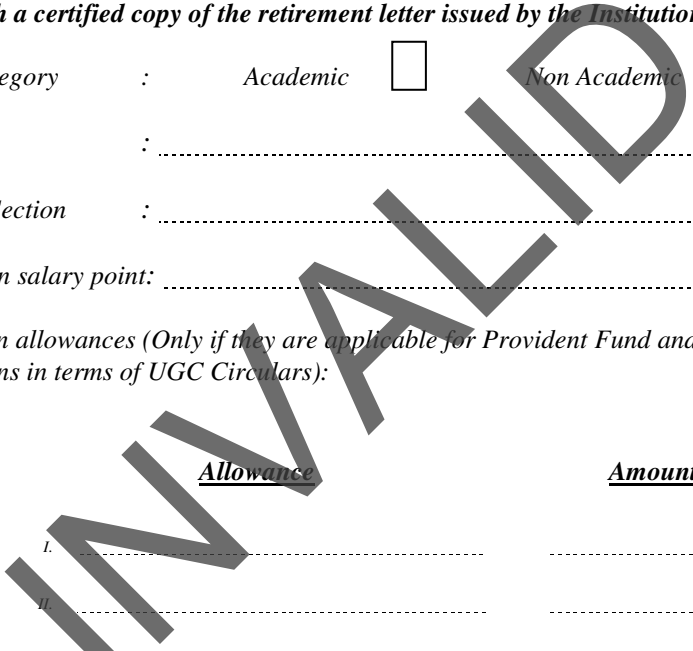 h a certified copy of the retirement letter issued by the Institution
egory : Academic Non Academic
:
lection :
n salary point:
n allowances (Only if they are applicable for Provident Fund and
ns in terms of UGC Circulars):
Allowance Amount
I.
II.
INVALID